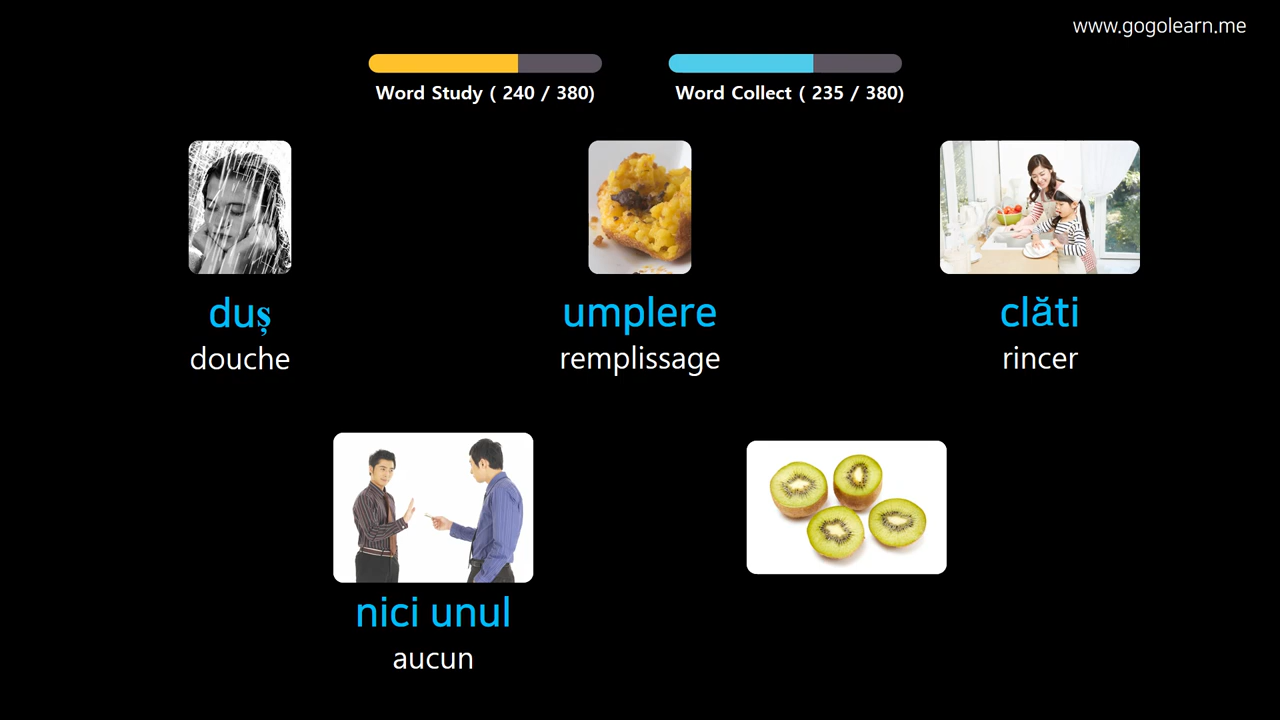 www.gogolearn.me
Word Study ( 240 / 380)
Word Collect ( 235 / 380)
duș
douche
umplere
remplissage
clăti
rincer
nici unul
aucun